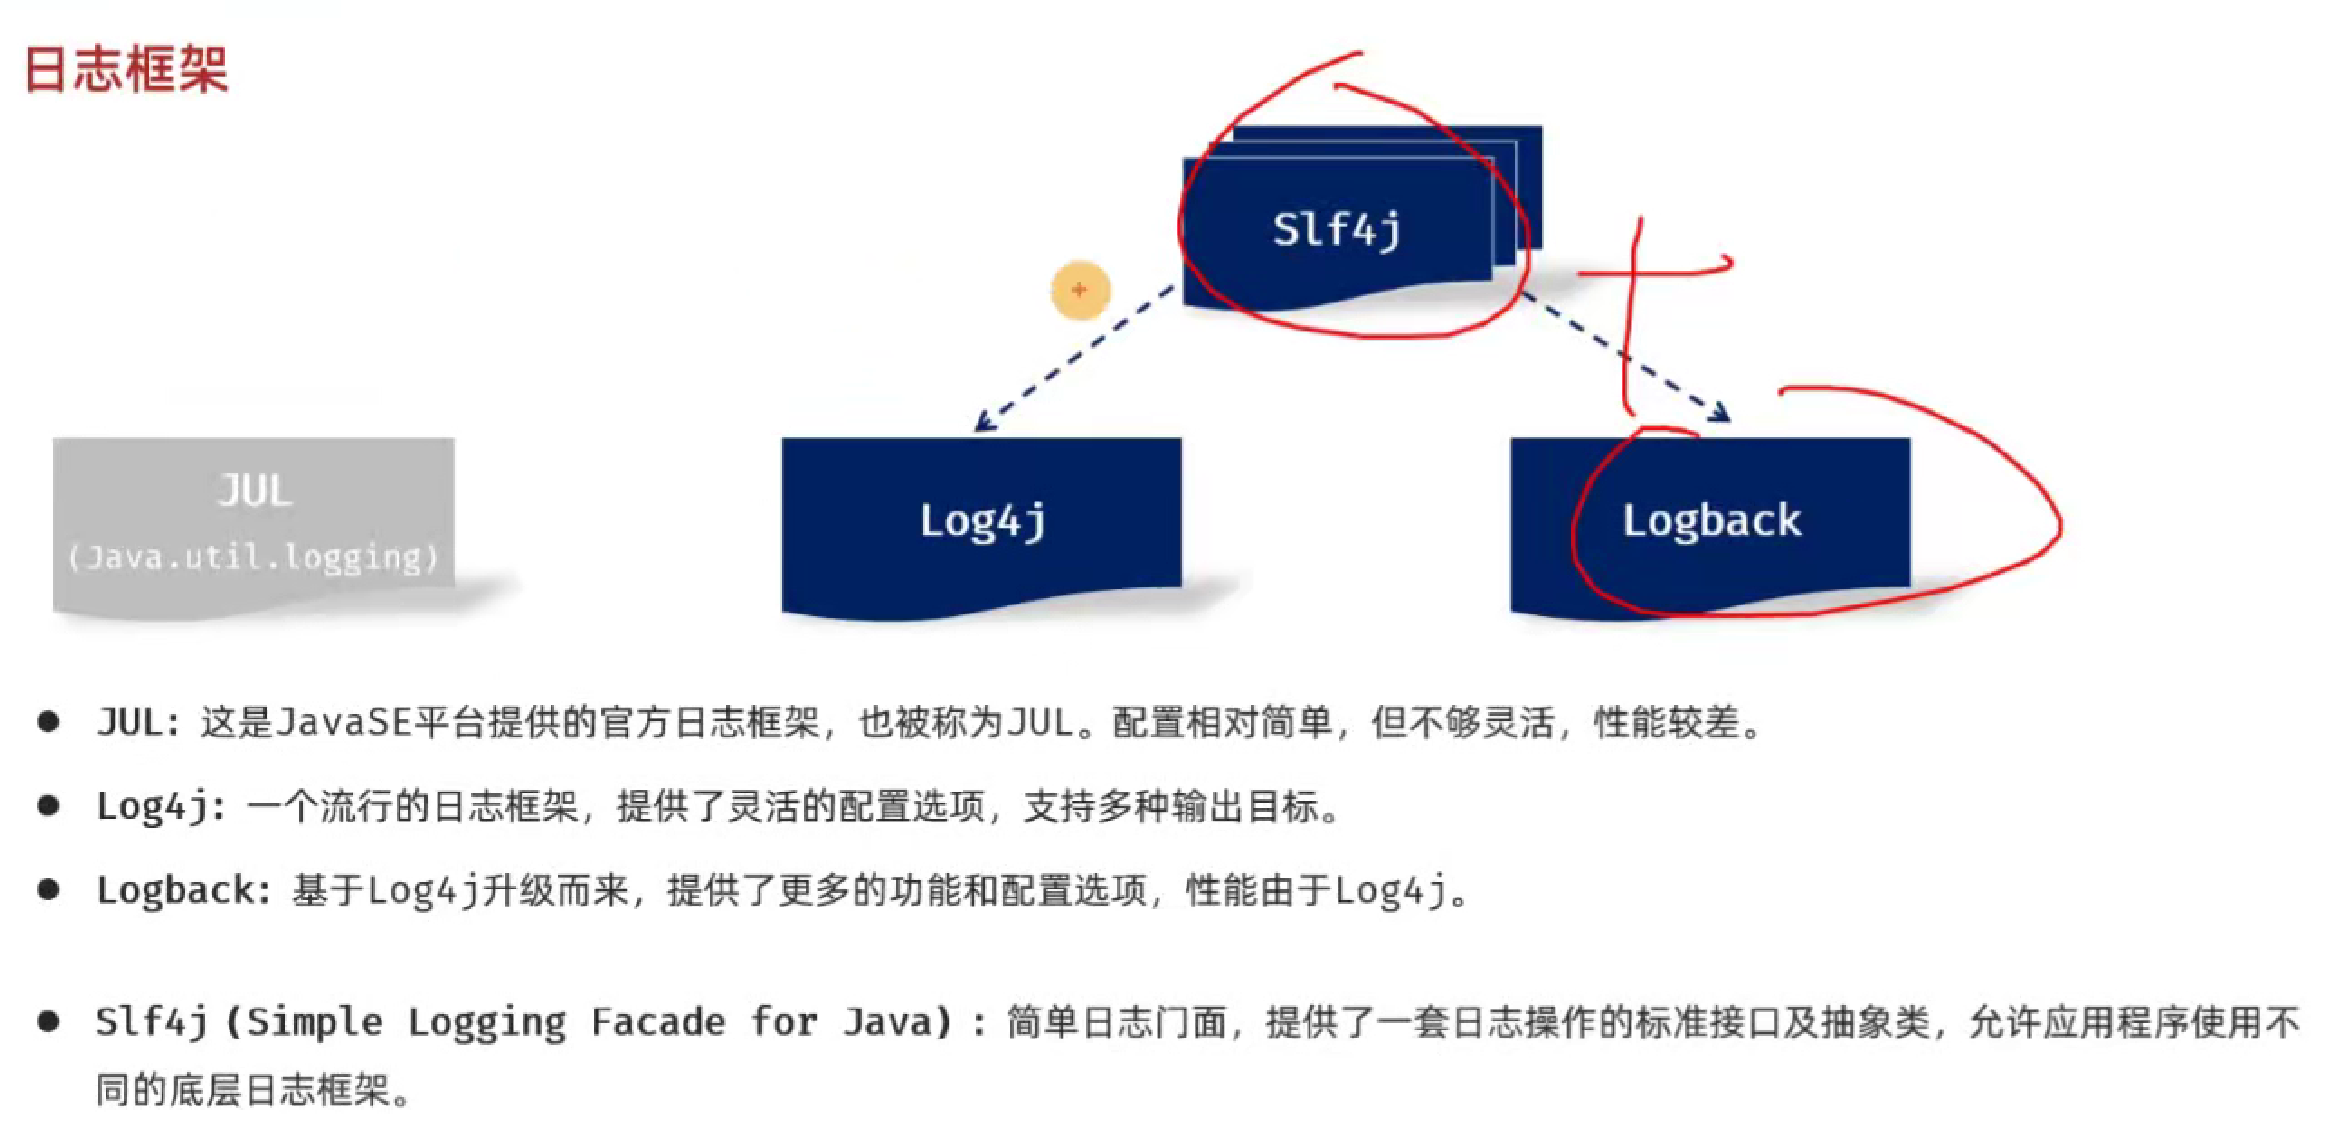 日志框架
Slf4j
JUL
(Java.util.logging)
Log4j
Logback
JUL: 这是JavaSE平台提供的官方日志框架，也被称为JUL。配置相对简单，但不够灵活，性能较差。
Log4j: 一个流行的日志框架，提供了灵活的配置选项，支持多种输出目标。
Logback: 基于Log4j升级而来，提供了更多的功能和配置选项，性能由于Log4j。
Slf4j (Simple Logging Facade for Java) : 简单日志门面，提供了一套日志操作的标准接口及抽象类，允许应用程序使用不
同的底层日志框架。